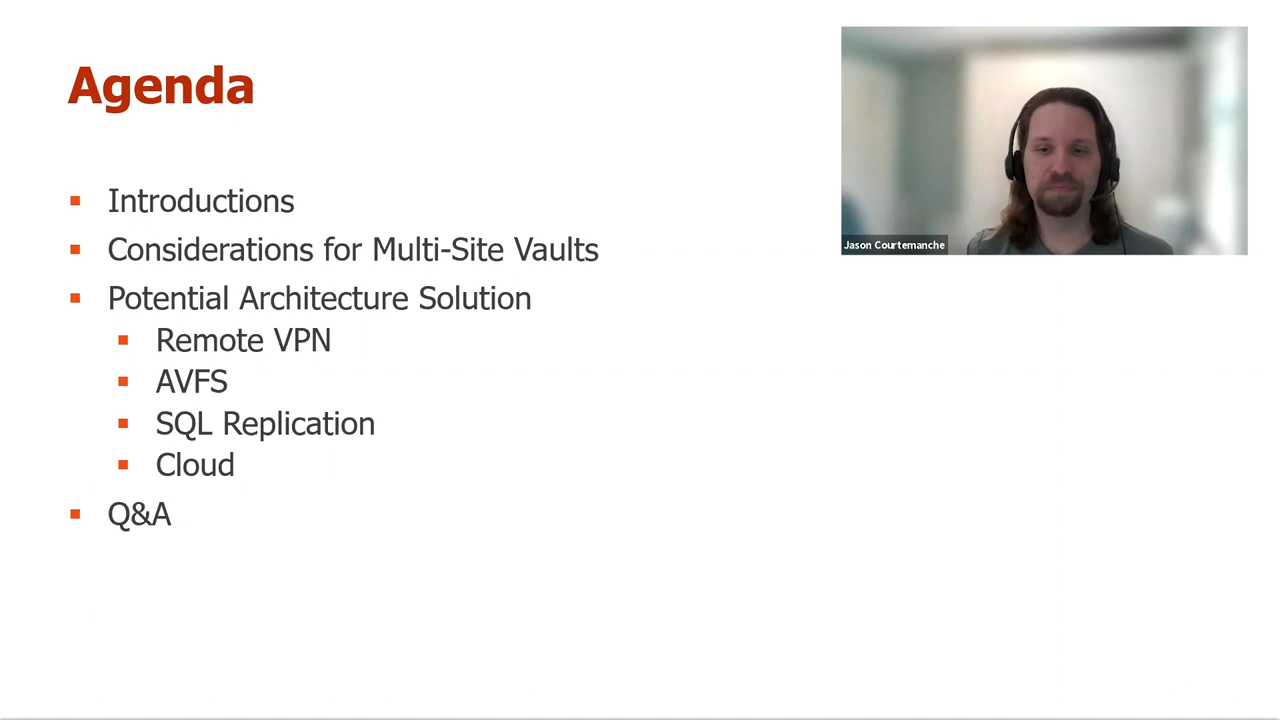 Agenda
Introductions
Considerations for Multi-Site Vaults
Potential Architecture Solution
Remote VPN
AVFS
SQL Replication
Cloud
Q&A
Jason Courtemanche